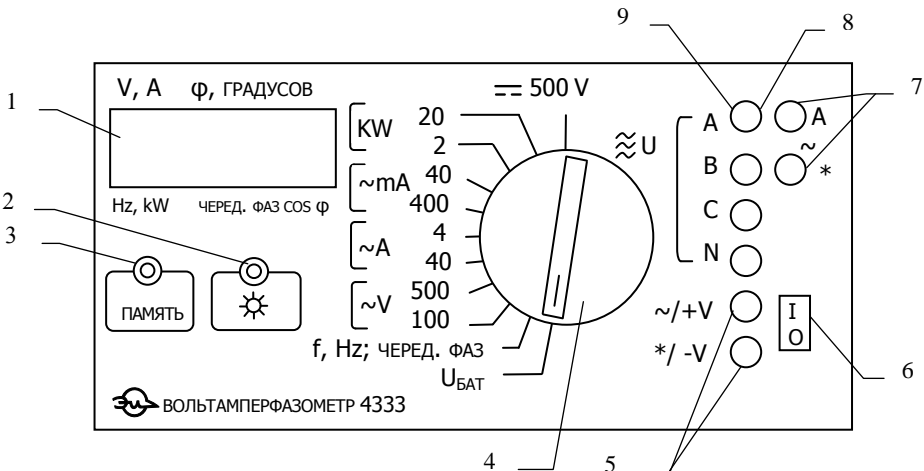 9 8
V, A φ, ГРАДУСОВ 500 V
1 7
KW 20 U A A
2 ~
~mA 40 B *
Hz, kW ЧЕРЕД. ФАЗ COS φ 400 C
2
3 ~A 4 N
40
ПАМЯТЬ ~V 500 ~/+V I
100 O
f, Hz; ЧЕРЕД. ФАЗ */ -V
UБАТ 6
ВОЛЬТАМПЕРФАЗОМЕТР 4333
4 5